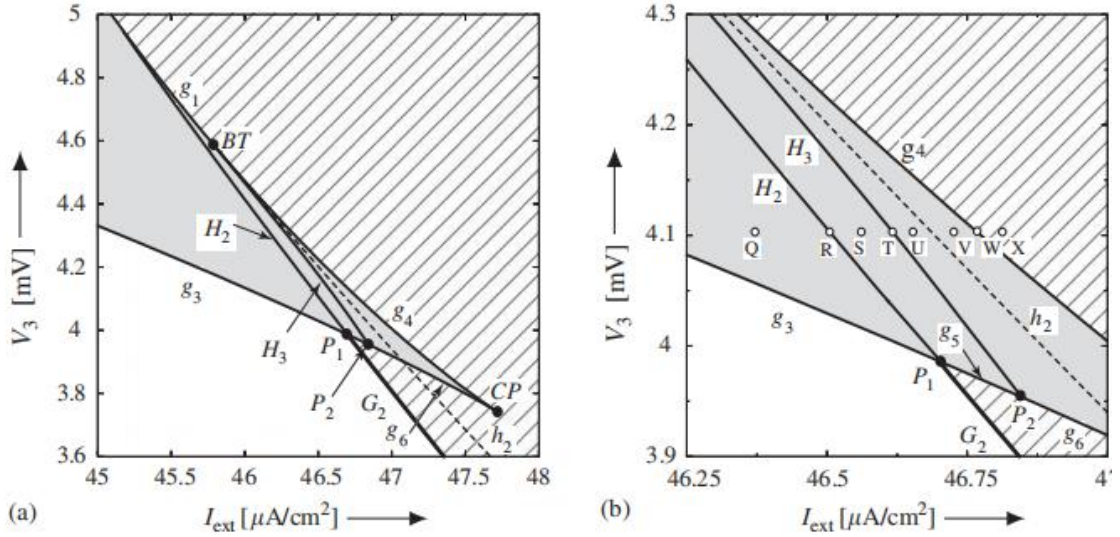 5
4.8
4.6
4.4
4.2
4
3.8
3.6
V₃ [mV]
g₁
BT
H₂
g₃
H₃
P₁
P₂
G₂
g₄
g₆
CP
h₂
45
45.5
46
46.5
47
47.5
48
(a)
I_ext [μA/cm²]
4.3
4.2
4.1
4
3.9
V₃ [mV]
H₃
g4
H₂
Q
R
S
T
U
V
W
X
g₃
g₅
h₂
P₁
P₂
G₂
g₆
46.25
46.5
46.75
47
(b)
I_ext [μA/cm²]